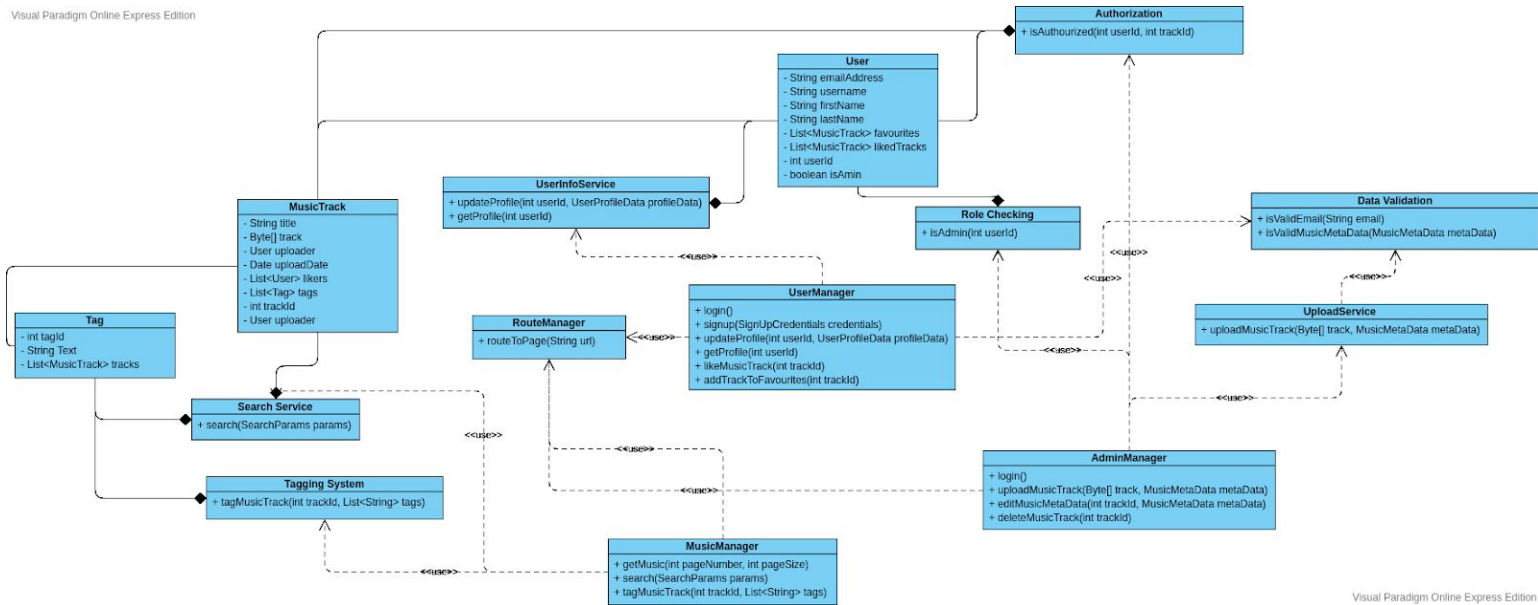 Visual Paradigm Online Express Edition
Authorization
+ isAuthourized(int userId, int trackId)
User
- String emailAddress
- String username
- String firstName
- String lastName
- List<MusicTrack> favourites
- List<MusicTrack> likedTracks
- int userId
- boolean isAmin
UserInfoService
+ updateProfile(int userId, UserProfileData profileData)
+ getProfile(int userId)
MusicTrack
- String title
- Byte[] track
- User uploader
- Date uploadDate
- List<User> likers
- List<Tag> tags
- int trackId
- User uploader
Role Checking
+ isAdmin(int userId)
Data Validation
+ isValidEmail(String email)
+ isValidMusicMetaData(MusicMetaData metaData)
<<use>>
<<use>>
<<use>>
<<use>>
UserManager
+ login()
+ signup(SignUpCredentials credentials)
+ updateProfile(int userId, UserProfileData profileData)
+ getProfile(int userId)
+ likeMusicTrack(int trackId)
+ addTrackToFavourites(int trackId)
UploadService
+ uploadMusicTrack(Byte[] track, MusicMetaData metaData)
Tag
- int tagId
- String Text
- List<MusicTrack> tracks
RouteManager
+ routeToPage(String url)
<<use>>
<<use>>
<<use>>
Search Service
+ search(SearchParams params)
<<use>>
<<use>>
AdminManager
+ login()
+ uploadMusicTrack(Byte[] track, MusicMetaData metaData)
+ editMusicMetaData(int trackId, MusicMetaData metaData)
+ deleteMusicTrack(int trackId)
Tagging System
+ tagMusicTrack(int trackId, List<String> tags)
<<use>>
MusicManager
+ getMusic(int pageNumber, int pageSize)
+ search(SearchParams params)
+ tagMusicTrack(int trackId, List<String> tags)
<<use>>
Visual Paradigm Online Express Edition